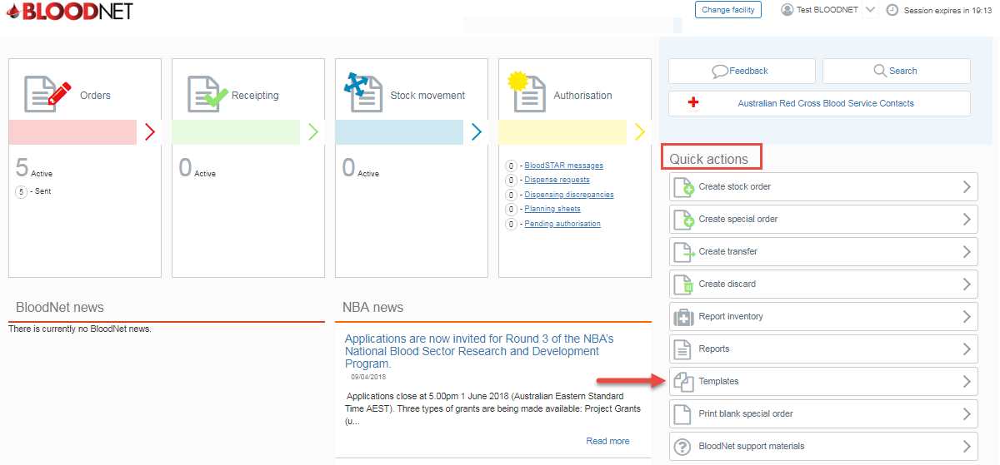 BLOODNET
Change facility
Test BLOODNET
Session expires in 19:13
Orders
Receipting
Stock movement
Authorisation
5 Active
5 - Sent
0 Active
0 Active
0 - BloodSTAR messages
0 - Dispense requests
0 - Dispensing discrepancies
0 - Planning sheets
0 - Pending authorisation
Feedback
Search
Australian Red Cross Blood Service Contacts
Quick actions
Create stock order
Create special order
Create transfer
Create discard
Report inventory
Reports
Templates
Print blank special order
BloodNet support materials
BloodNet news
There is currently no BloodNet news.
NBA news
Applications are now invited for Round 3 of the NBA's
National Blood Sector Research and Development
Program.
09/04/2018
Applications close at 5.00pm 1 June 2018 (Australian Eastern Standard
Time AEST). Three types of grants are being made available: Project Grants
(u...
Read more